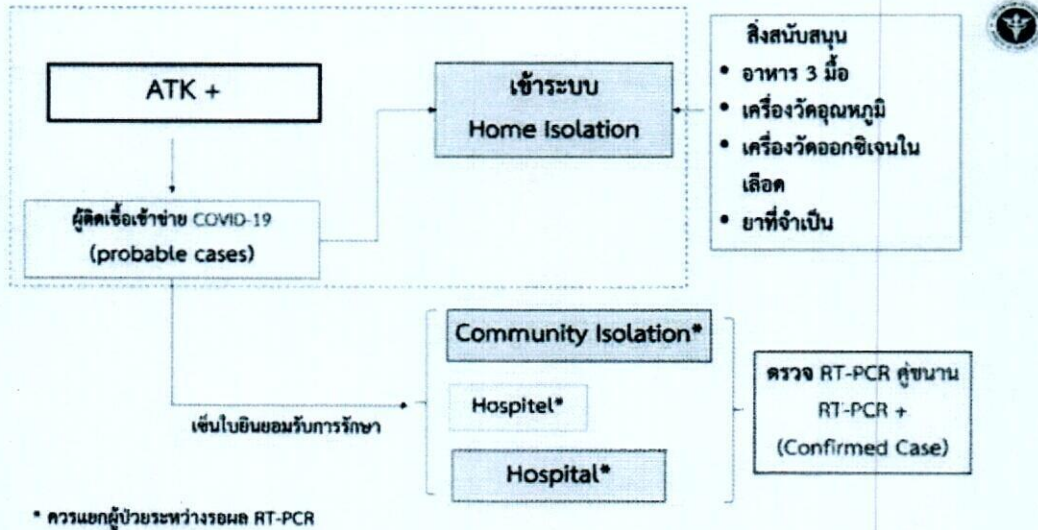 ATK +
ผู้ติดเชื้อเข้าข่าย COVID-19
(probable cases)
เข้าระบบ
Home Isolation
สิ่งสนับสนุน
• อาหาร 3 มื้อ
• เครื่องวัดอุณหภูมิ
• เครื่องวัดออกซิเจนใน
เลือด
• ยาที่จำเป็น
เซ็นใบยินยอมรับการรักษา
Community Isolation*
Hospitel*
Hospital*
ตรวจ RT-PCR คู่ขนาน
RT-PCR +
(Confirmed Case)
* ควรแยกผู้ป่วยระหว่างรอผล RT-PCR